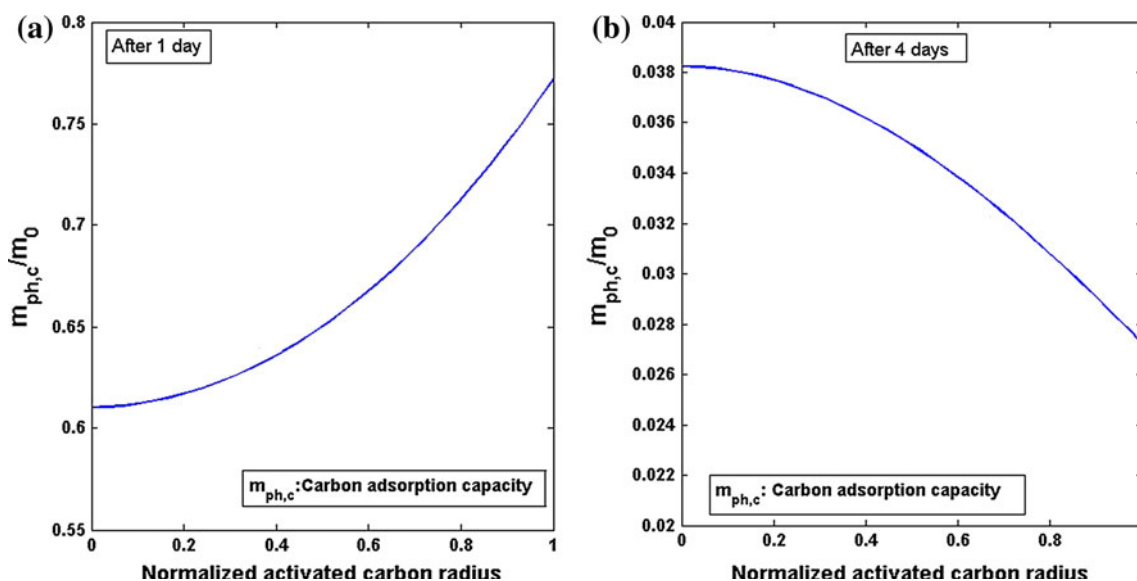 (a)
After 1 day
0.8
0.75
0.7
0.65
0.6
0.55
m_ph,c/m_0
m_ph,c:Carbon adsorption capacity
0 0.2 0.4 0.6 0.8 1
Normalized activated carbon radius
(b)
After 4 days
0.04
0.038
0.036
0.034
0.032
0.03
0.028
0.026
0.024
0.022
0.02
m_ph,c/m_0
m_ph,c: Carbon adsorption capacity
0 0.2 0.4 0.6 0.8
Normalized activated carbon radius